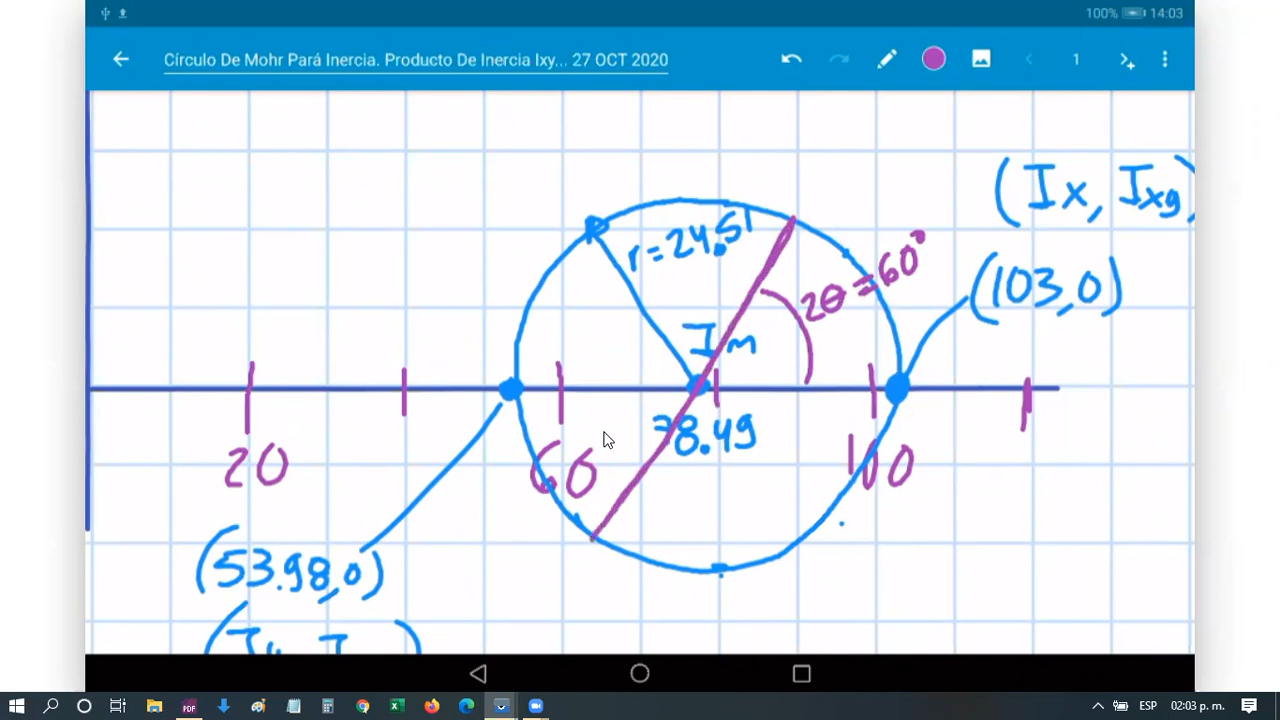 100% 14:03
Círculo De Mohr Pará Inercia. Producto De Inercia Ixy... 27 OCT 2020
1
(Ix, Ixy)
r=24.51
2θ=60°
(103,0)
Im
78.49
20
60
100
(53.98,0)
ESP 02:03 p. m.